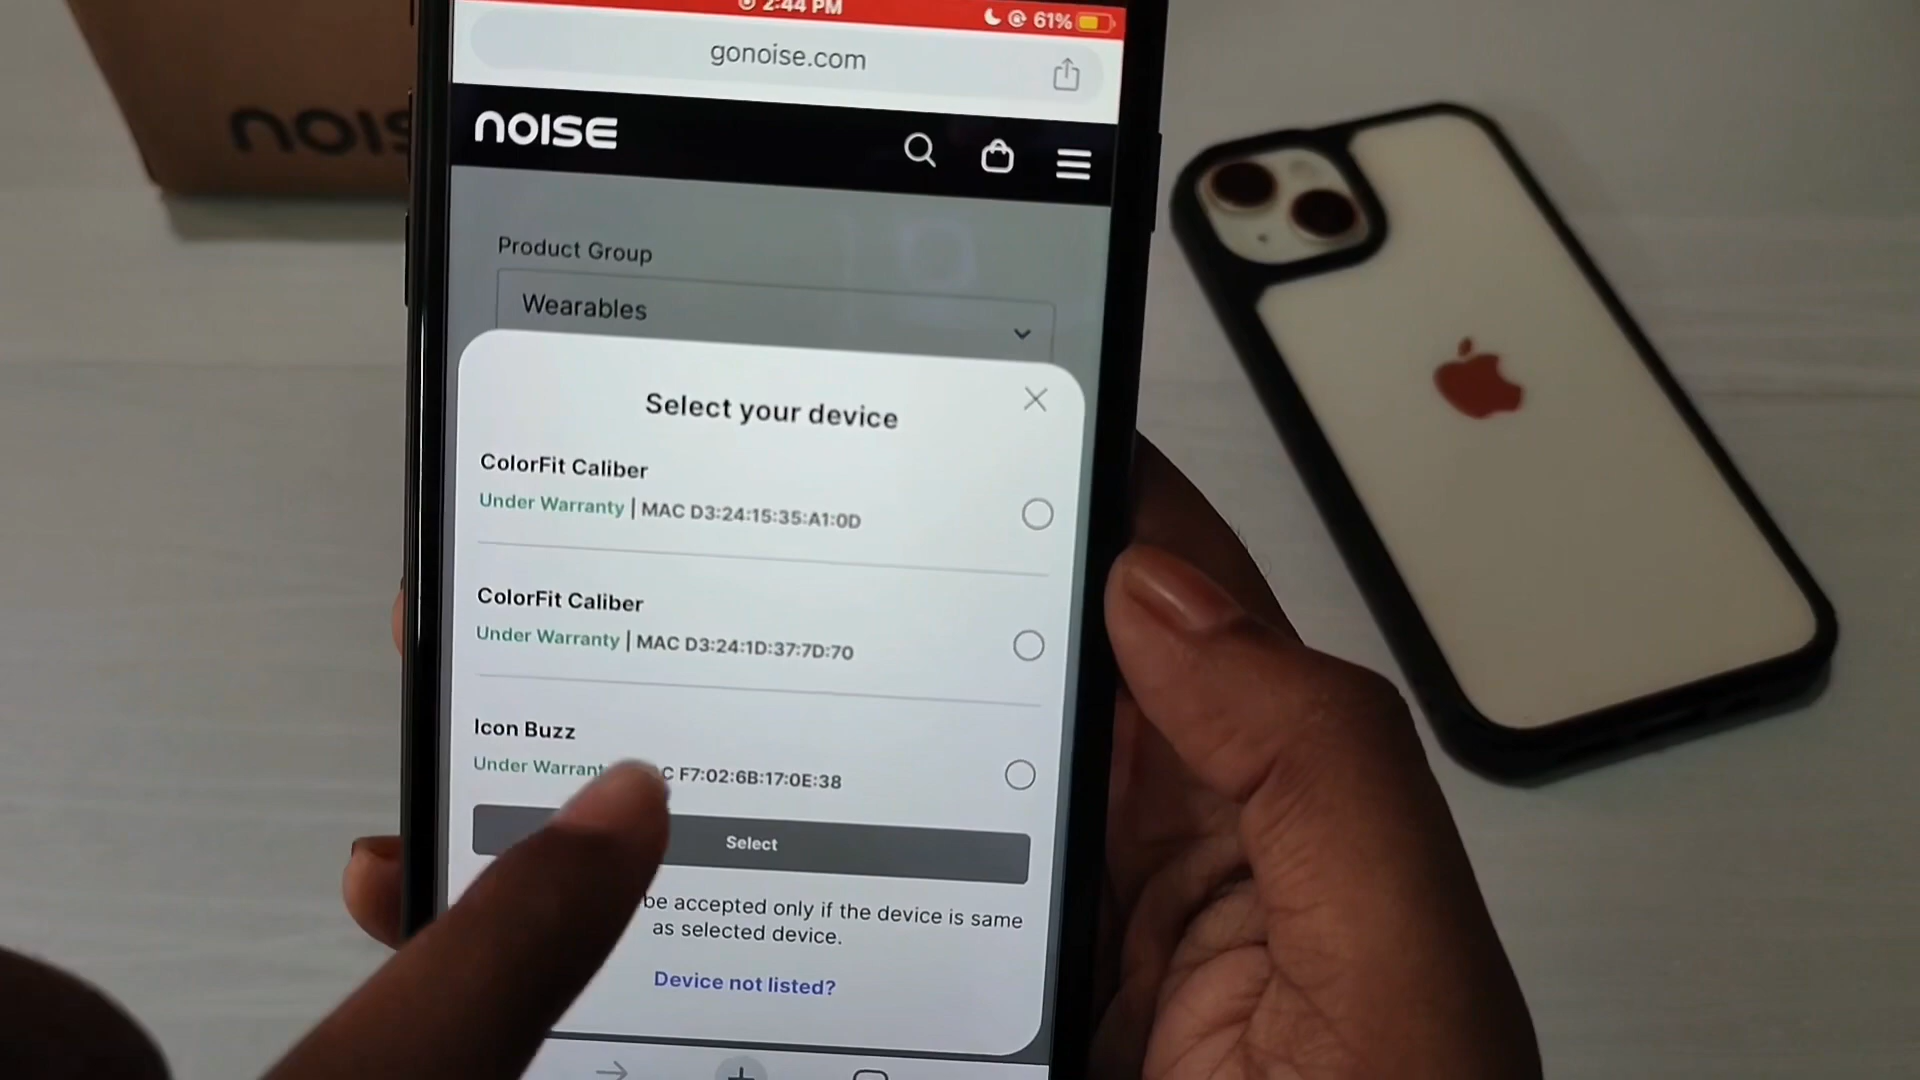 2:44 PM
61%
gonoise.com
NOISE
NOIS
Product Group
Wearables
Select your device
ColorFit Caliber
Under Warranty | MAC D3:24:15:35:A1:0D
ColorFit Caliber
Under Warranty | MAC D3:24:1D:37:7D:70
Icon Buzz
Under Warrant C F7:02:6B:17:0E:38
Select
be accepted only if the device is same
as selected device.
Device not listed?